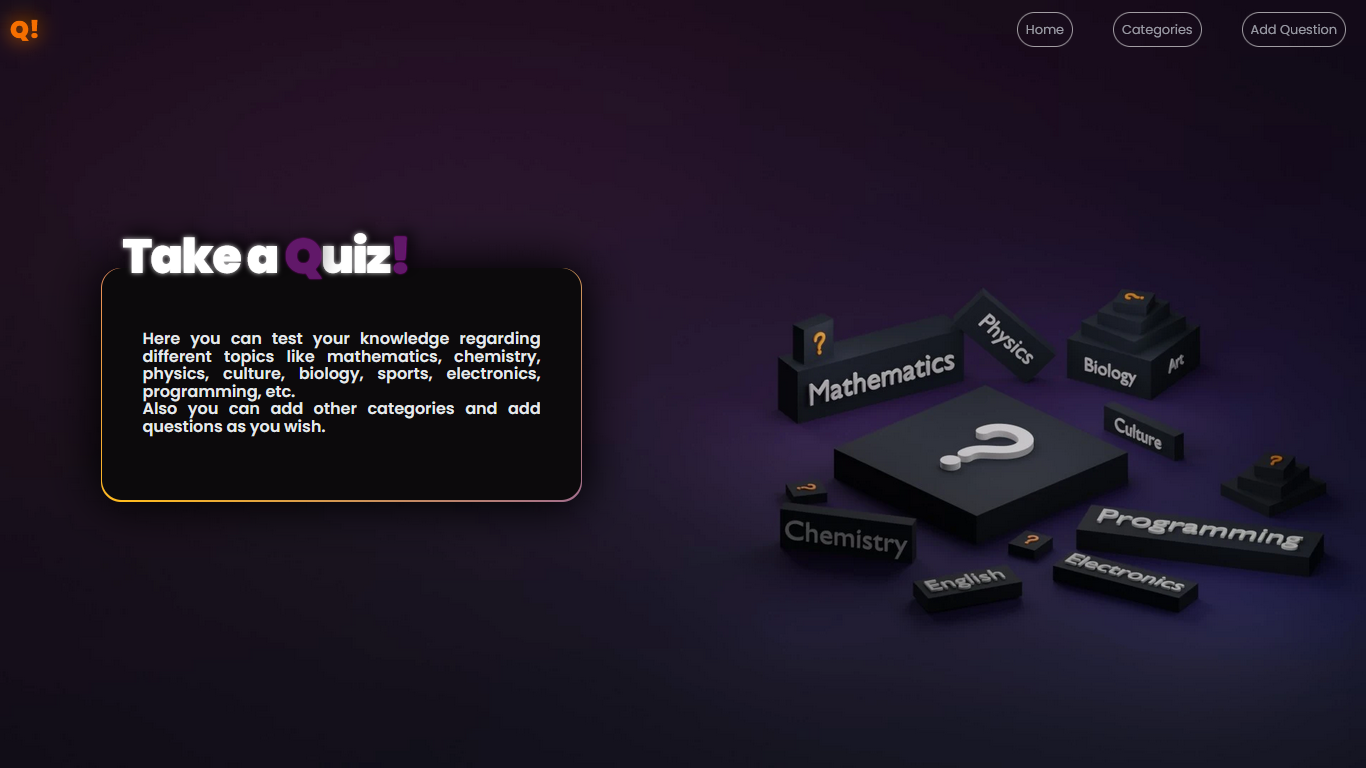 Q!
Home
Categories
Add Question
Take a Quiz!
Here you can test your knowledge regarding
different topics like mathematics, chemistry,
physics, culture, biology, sports, electronics,
programming, etc.
Also you can add other categories and add
questions as you wish.
?
Mathematics
Physics
?
Biology
Art
?
Culture
?
?
Chemistry
?
Programming
English
Electronics